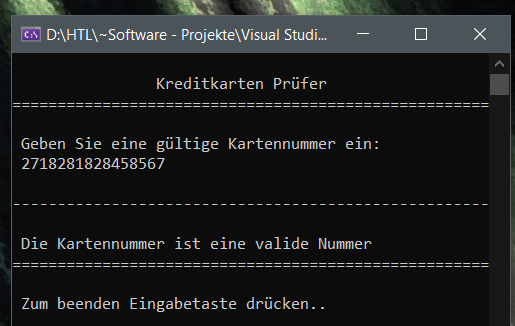 D:\HTL\~Software - Projekte\Visual Studi...
Kreditkarten Prüfer
=====================================================
Geben Sie eine gültige Kartennummer ein:
2718281828458567
-----------------------------------------------------
Die Kartennummer ist eine valide Nummer
=====================================================
Zum beenden Eingabetaste drücken..